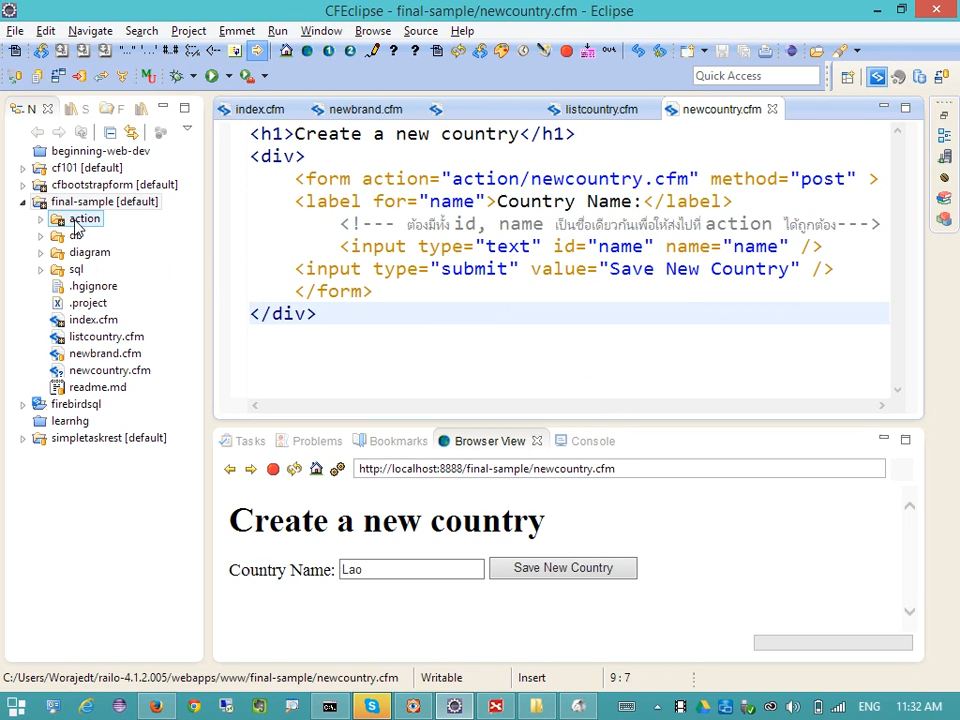 CFEclipse - final-sample/newcountry.cfm - Eclipse
File Edit Navigate Search Project Emmet Run Window Browse Source Help
Quick Access
N S F
index.cfm newbrand.cfm listcountry.cfm newcountry.cfm
beginning-web-dev
cf101 [default]
cfbootstrapform [default]
final-sample [default]
action
diagram
sql
.hgignore
.project
index.cfm
listcountry.cfm
newbrand.cfm
newcountry.cfm
readme.md
firebirdsql
learnhg
simpletaskrest [default]
<h1>Create a new country</h1>
<div>
<form action="action/newcountry.cfm" method="post" >
<label for="name">Country Name:</label>
<!--- ต้องมีทั้ง id, name เป็นชื่อเดียวกันเพื่อให้ส่งไปที่ action ได้ถูกต้อง--->
<input type="text" id="name" name="name" />
<input type="submit" value="Save New Country" />
</form>
</div>
Tasks Problems Bookmarks Browser View Console
http://localhost:8888/final-sample/newcountry.cfm
Create a new country
Country Name: Lao Save New Country
C:/Users/Worajedt/railo-4.1.2.005/webapps/www/final-sample/newcountry.cfm Writable Insert 9 : 7
ENG 11:32 AM